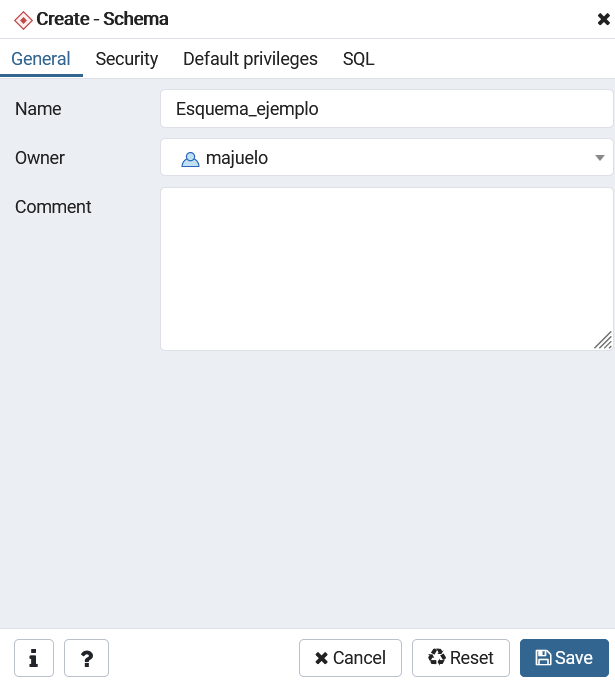 Create - Schema
General Security Default privileges SQL
Name Esquema_ejemplo
Owner majuelo
Comment
i ? Cancel Reset Save